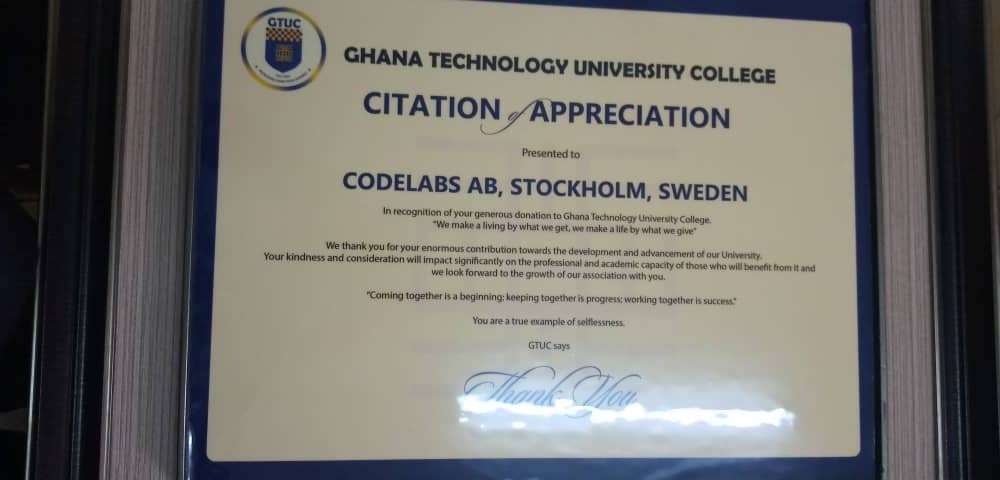 GTUC
GHANA TECHNOLOGY UNIVERSITY COLLEGE
CITATION of APPRECIATION
Presented to
CODELABS AB, STOCKHOLM, SWEDEN
In recognition of your generous donation to Ghana Technology University College.
"We make a living by what we get, we make a life by what we give"
We thank you for your enormous contribution towards the development and advancement of our University.
Your kindness and consideration will impact significantly on the professional and academic capacity of those who will benefit from it and
we look forward to the growth of our association with you.
"Coming together is a beginning; keeping together is progress; working together is success."
You are a true example of selflessness.
GTUC says
Thank You